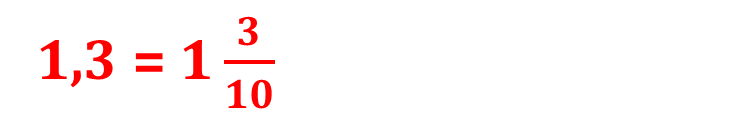 1,3 = 1 3/10